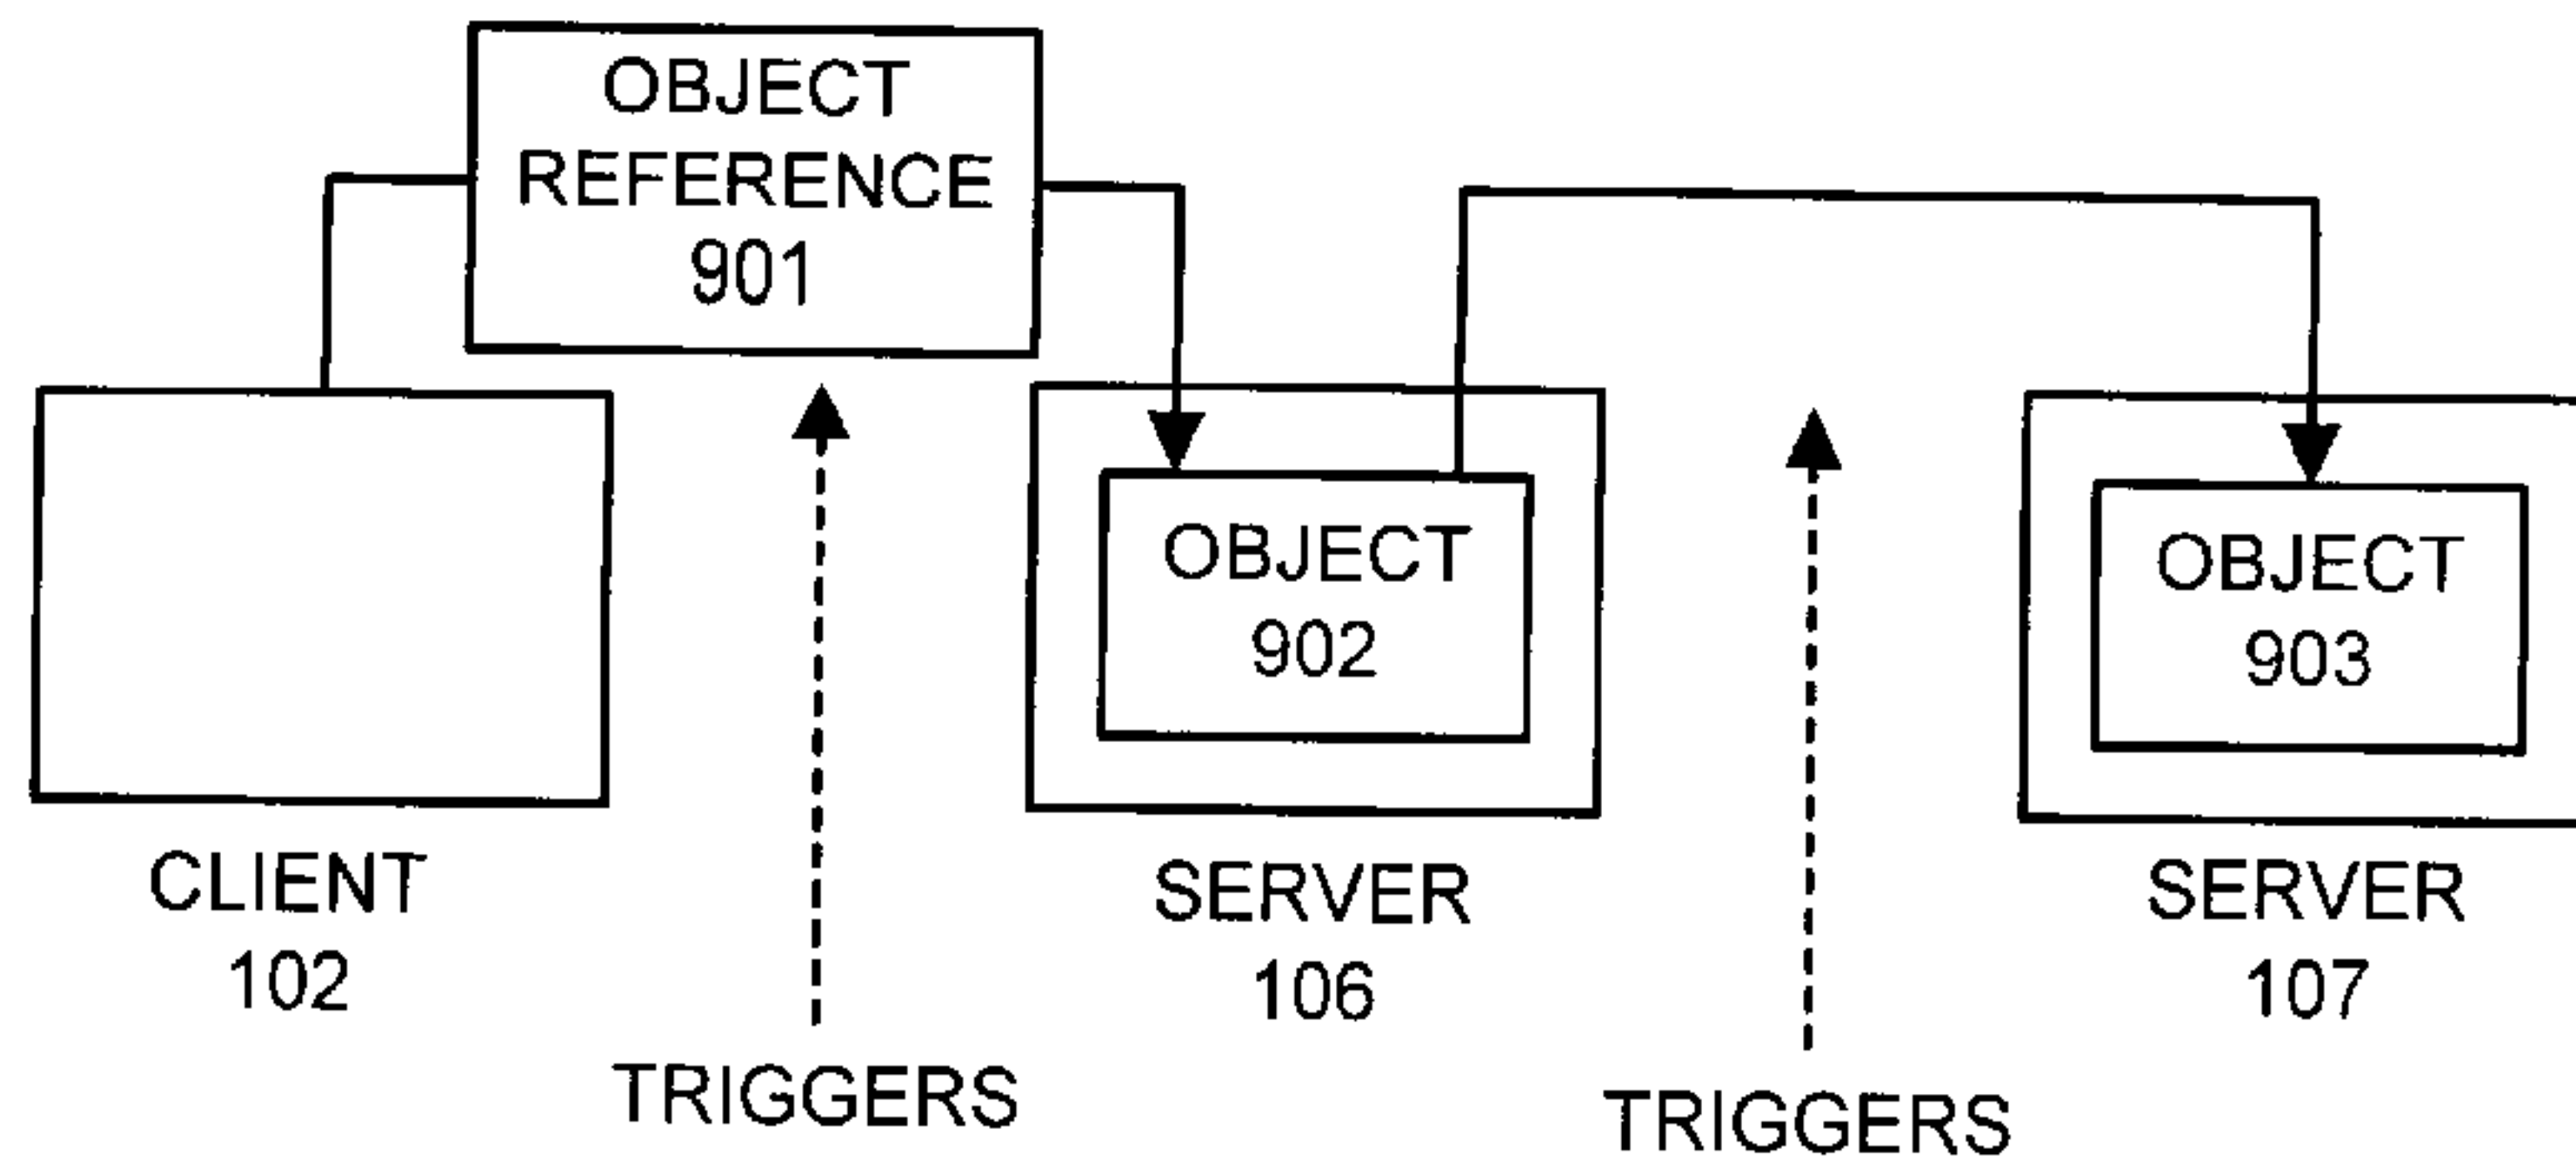 OBJECT
REFERENCE
901
OBJECT
902
OBJECT
903
CLIENT
102
SERVER
106
SERVER
107
TRIGGERS
TRIGGERS